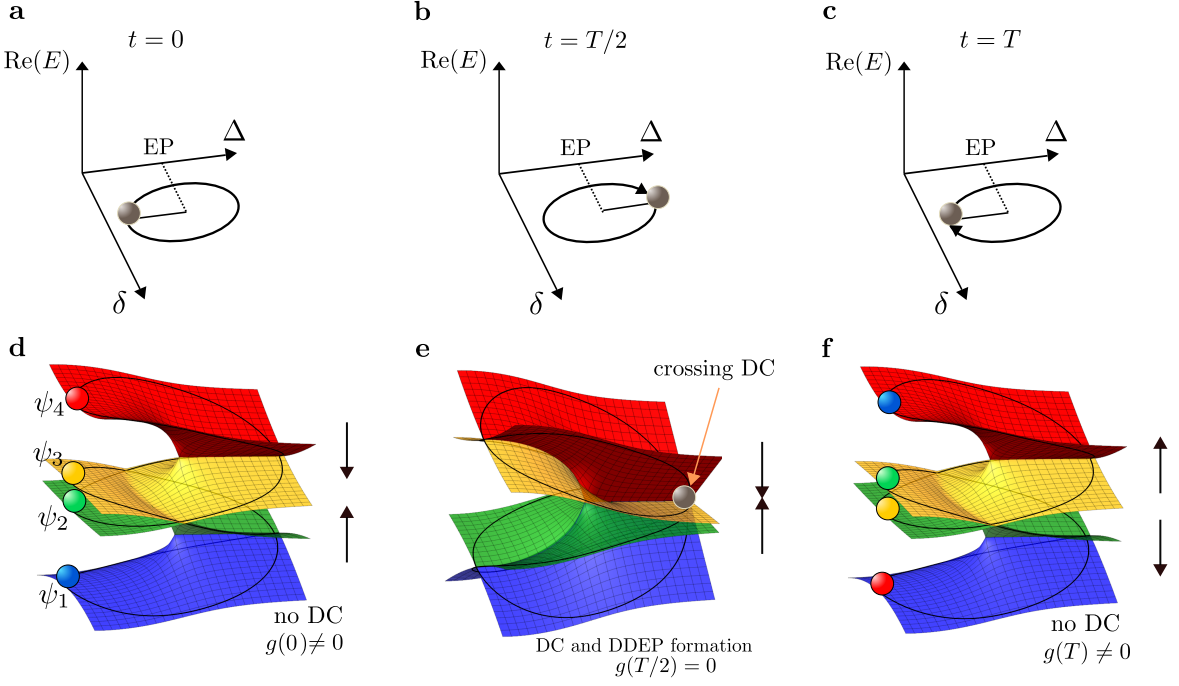 a
t = 0
Re(E)
Δ
EP
δ
b
t = T/2
Re(E)
Δ
EP
δ
c
t = T
Re(E)
Δ
EP
δ
d
ψ4
ψ3
ψ2
ψ1
no DC
g(0)≠ 0
e
crossing DC
DC and DDEP formation
g(T/2) = 0
f
no DC
g(T) ≠ 0